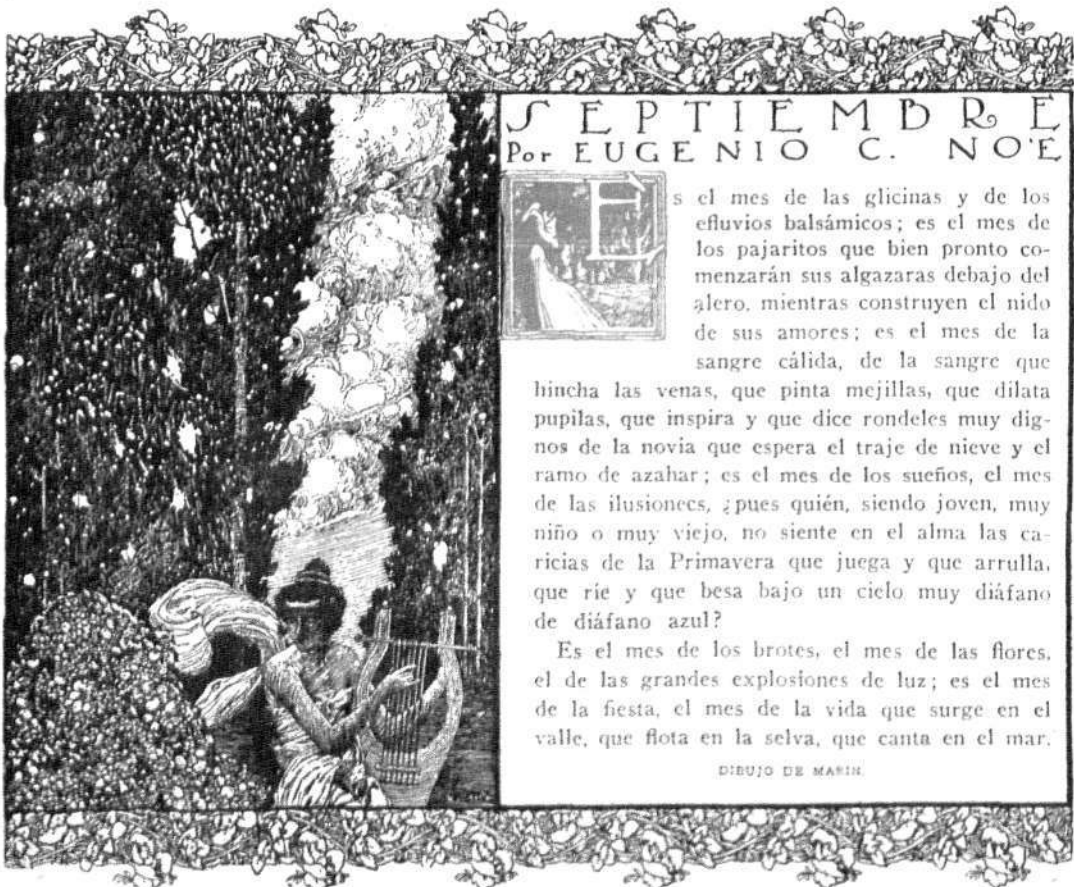 SEPTIEMBRE
Por EUGENIO C. NOÉ
Es el mes de las glicinas y de los
efluvios balsámicos; es el mes de
los pajaritos que bien pronto co-
menzarán sus algazaras debajo del
alero, mientras construyen el nido
de sus amores; es el mes de la
sangre cálida, de la sangre que
hincha las venas, que pinta mejillas, que dilata
pupilas, que inspira y que dice rondeles muy dig-
nos de la novia que espera el traje de nieve y el
ramo de azahar; es el mes de los sueños, el mes
de las ilusionecs, ¿pues quién, siendo joven, muy
niño o muy viejo, no siente en el alma las ca-
ricias de la Primavera que juega y que arrulla,
que ríe y que besa bajo un cielo muy diáfano
de diáfano azul?
Es el mes de los brotes, el mes de las flores,
el de las grandes explosiones de luz; es el mes
de la fiesta, el mes de la vida que surge en el
valle, que flota en la selva, que canta en el mar.
DIBUJO DE MARIN.